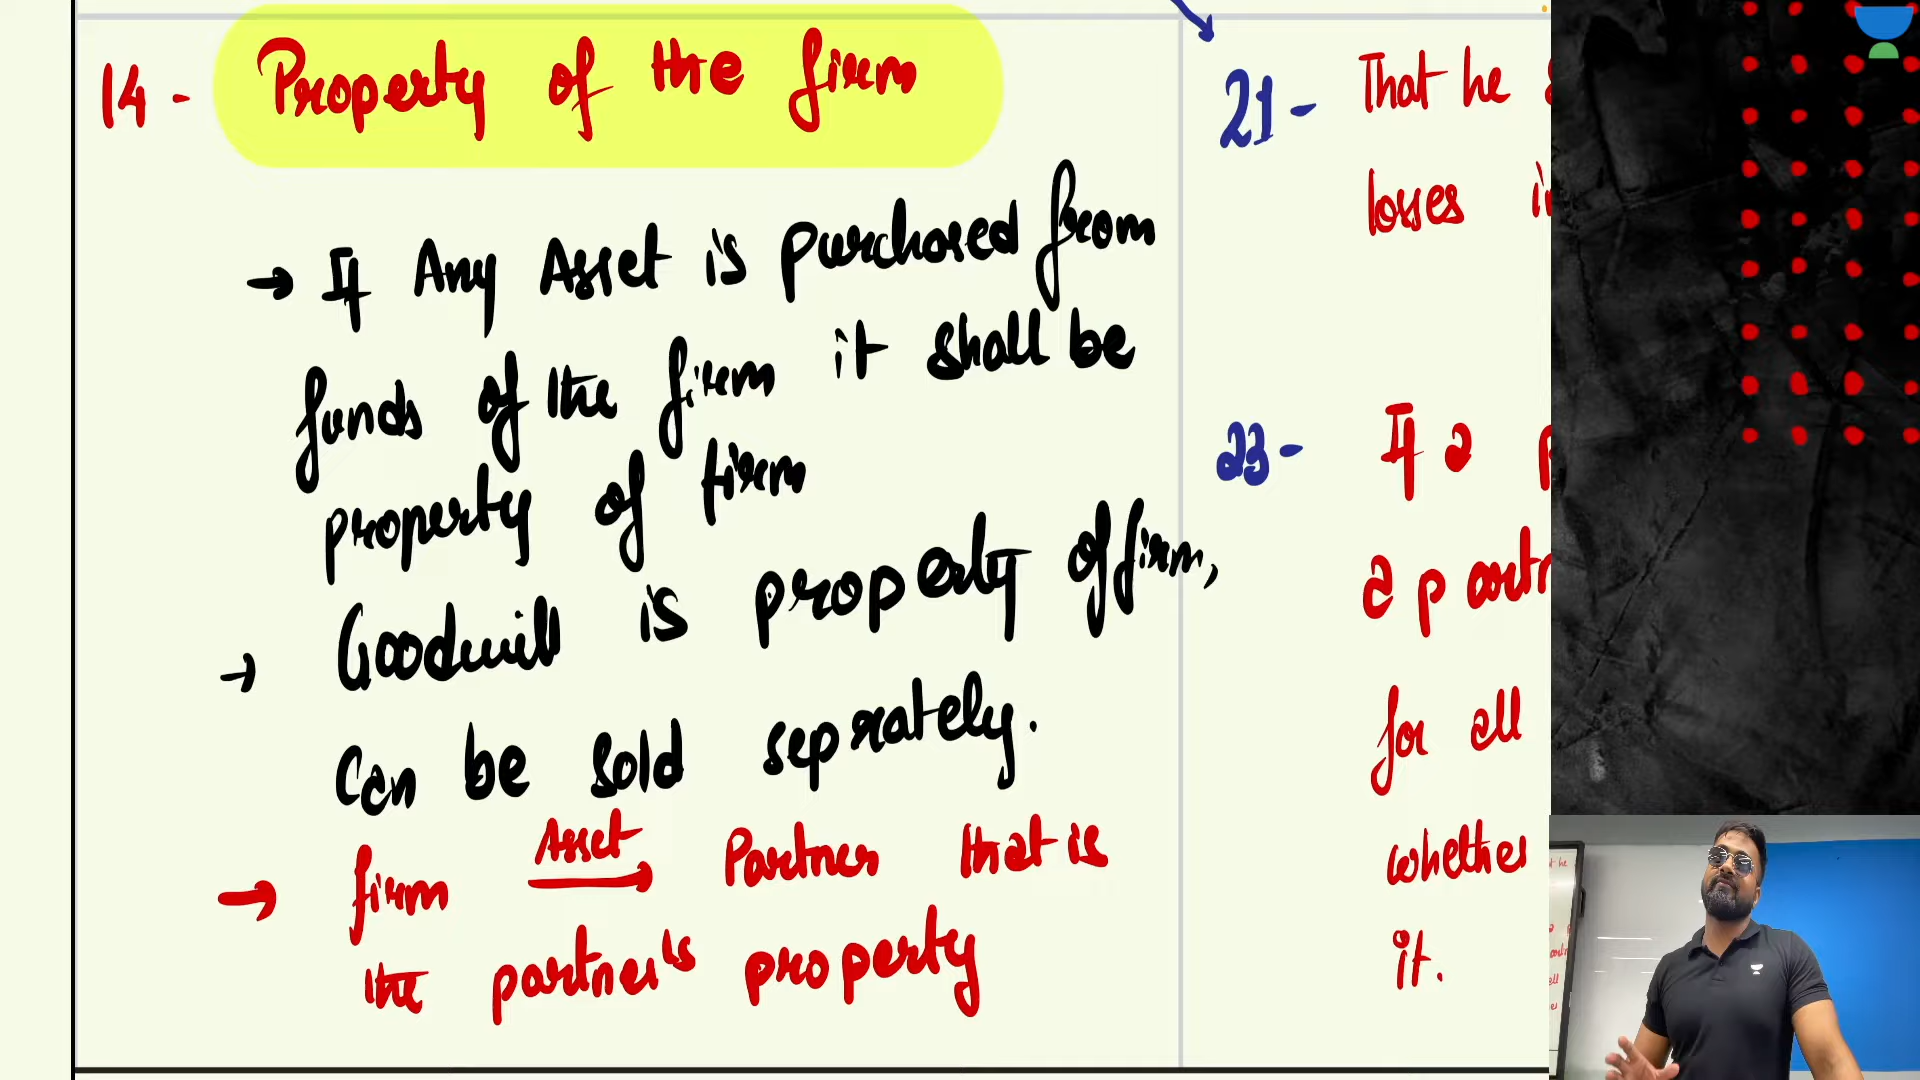 14 - Property of the firm
→ If Any Asset is purchased from
funds of the firm it shall be
property of firm
→ Goodwill is property of firm,
can be sold seprately.
→ firm Asset → Partner that is
the partner's property
21 - That he
losses
23 - If a
a partn
for all
whether
it.